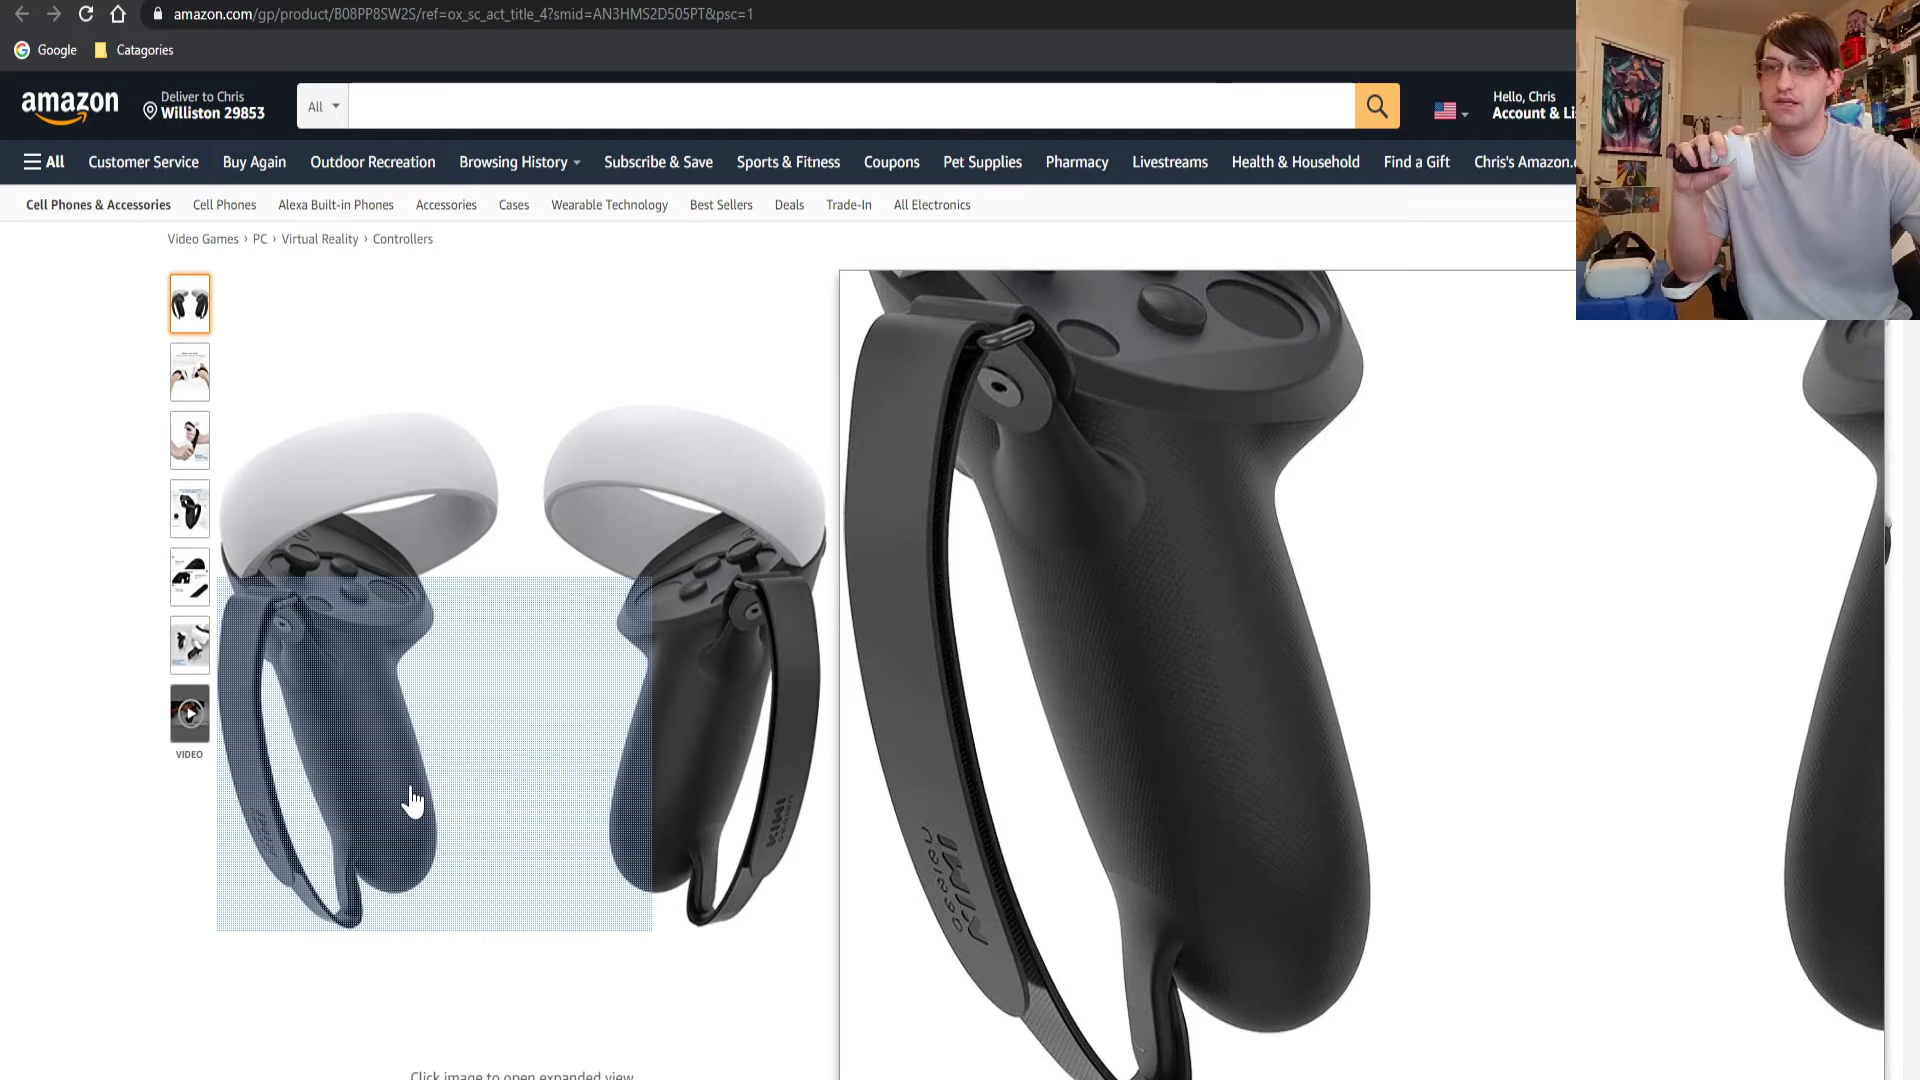 amazon.com/gp/product/B08PP8SW2S/ref=ox_sc_act_title_4?smid=AN3HMS2D505PT&psc=1
Google Catagories
amazon
Deliver to Chris
Williston 29853
All
Hello, Chris
Account & Li
All Customer Service Buy Again Outdoor Recreation Browsing History Subscribe & Save Sports & Fitness Coupons Pet Supplies Pharmacy Livestreams Health & Household Find a Gift Chris's Amazon.c
Cell Phones & Accessories Cell Phones Alexa Built-in Phones Accessories Cases Wearable Technology Best Sellers Deals Trade-In All Electronics
Video Games › PC › Virtual Reality › Controllers
VIDEO
KIWI
design
KIWI
design
Click image to open expanded view